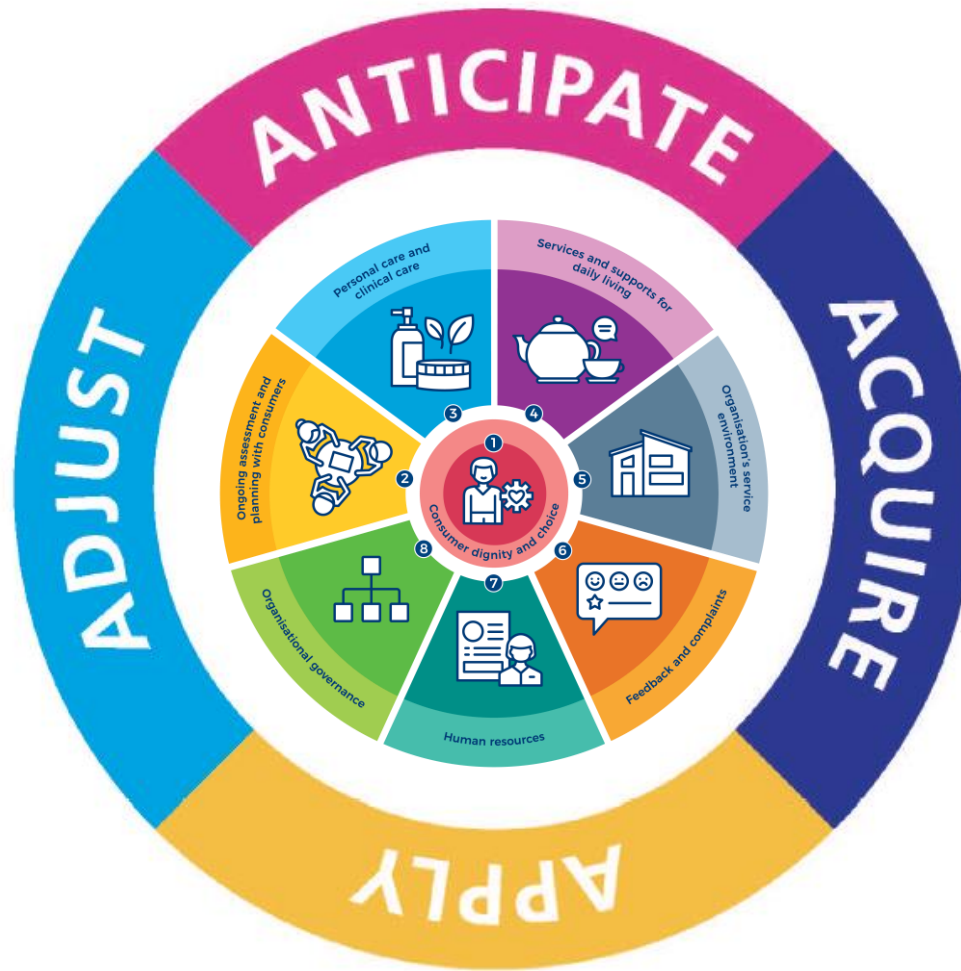 ANTICIPATE
ACQUIRE
APPLY
ADJUST
1
Consumer dignity and choice
2
Ongoing assessment and
planning with consumers
3
Personal care and
clinical care
4
Services and supports for
daily living
5
Organisation's service
environment
6
Feedback and complaints
7
Human resources
8
Organisational governance